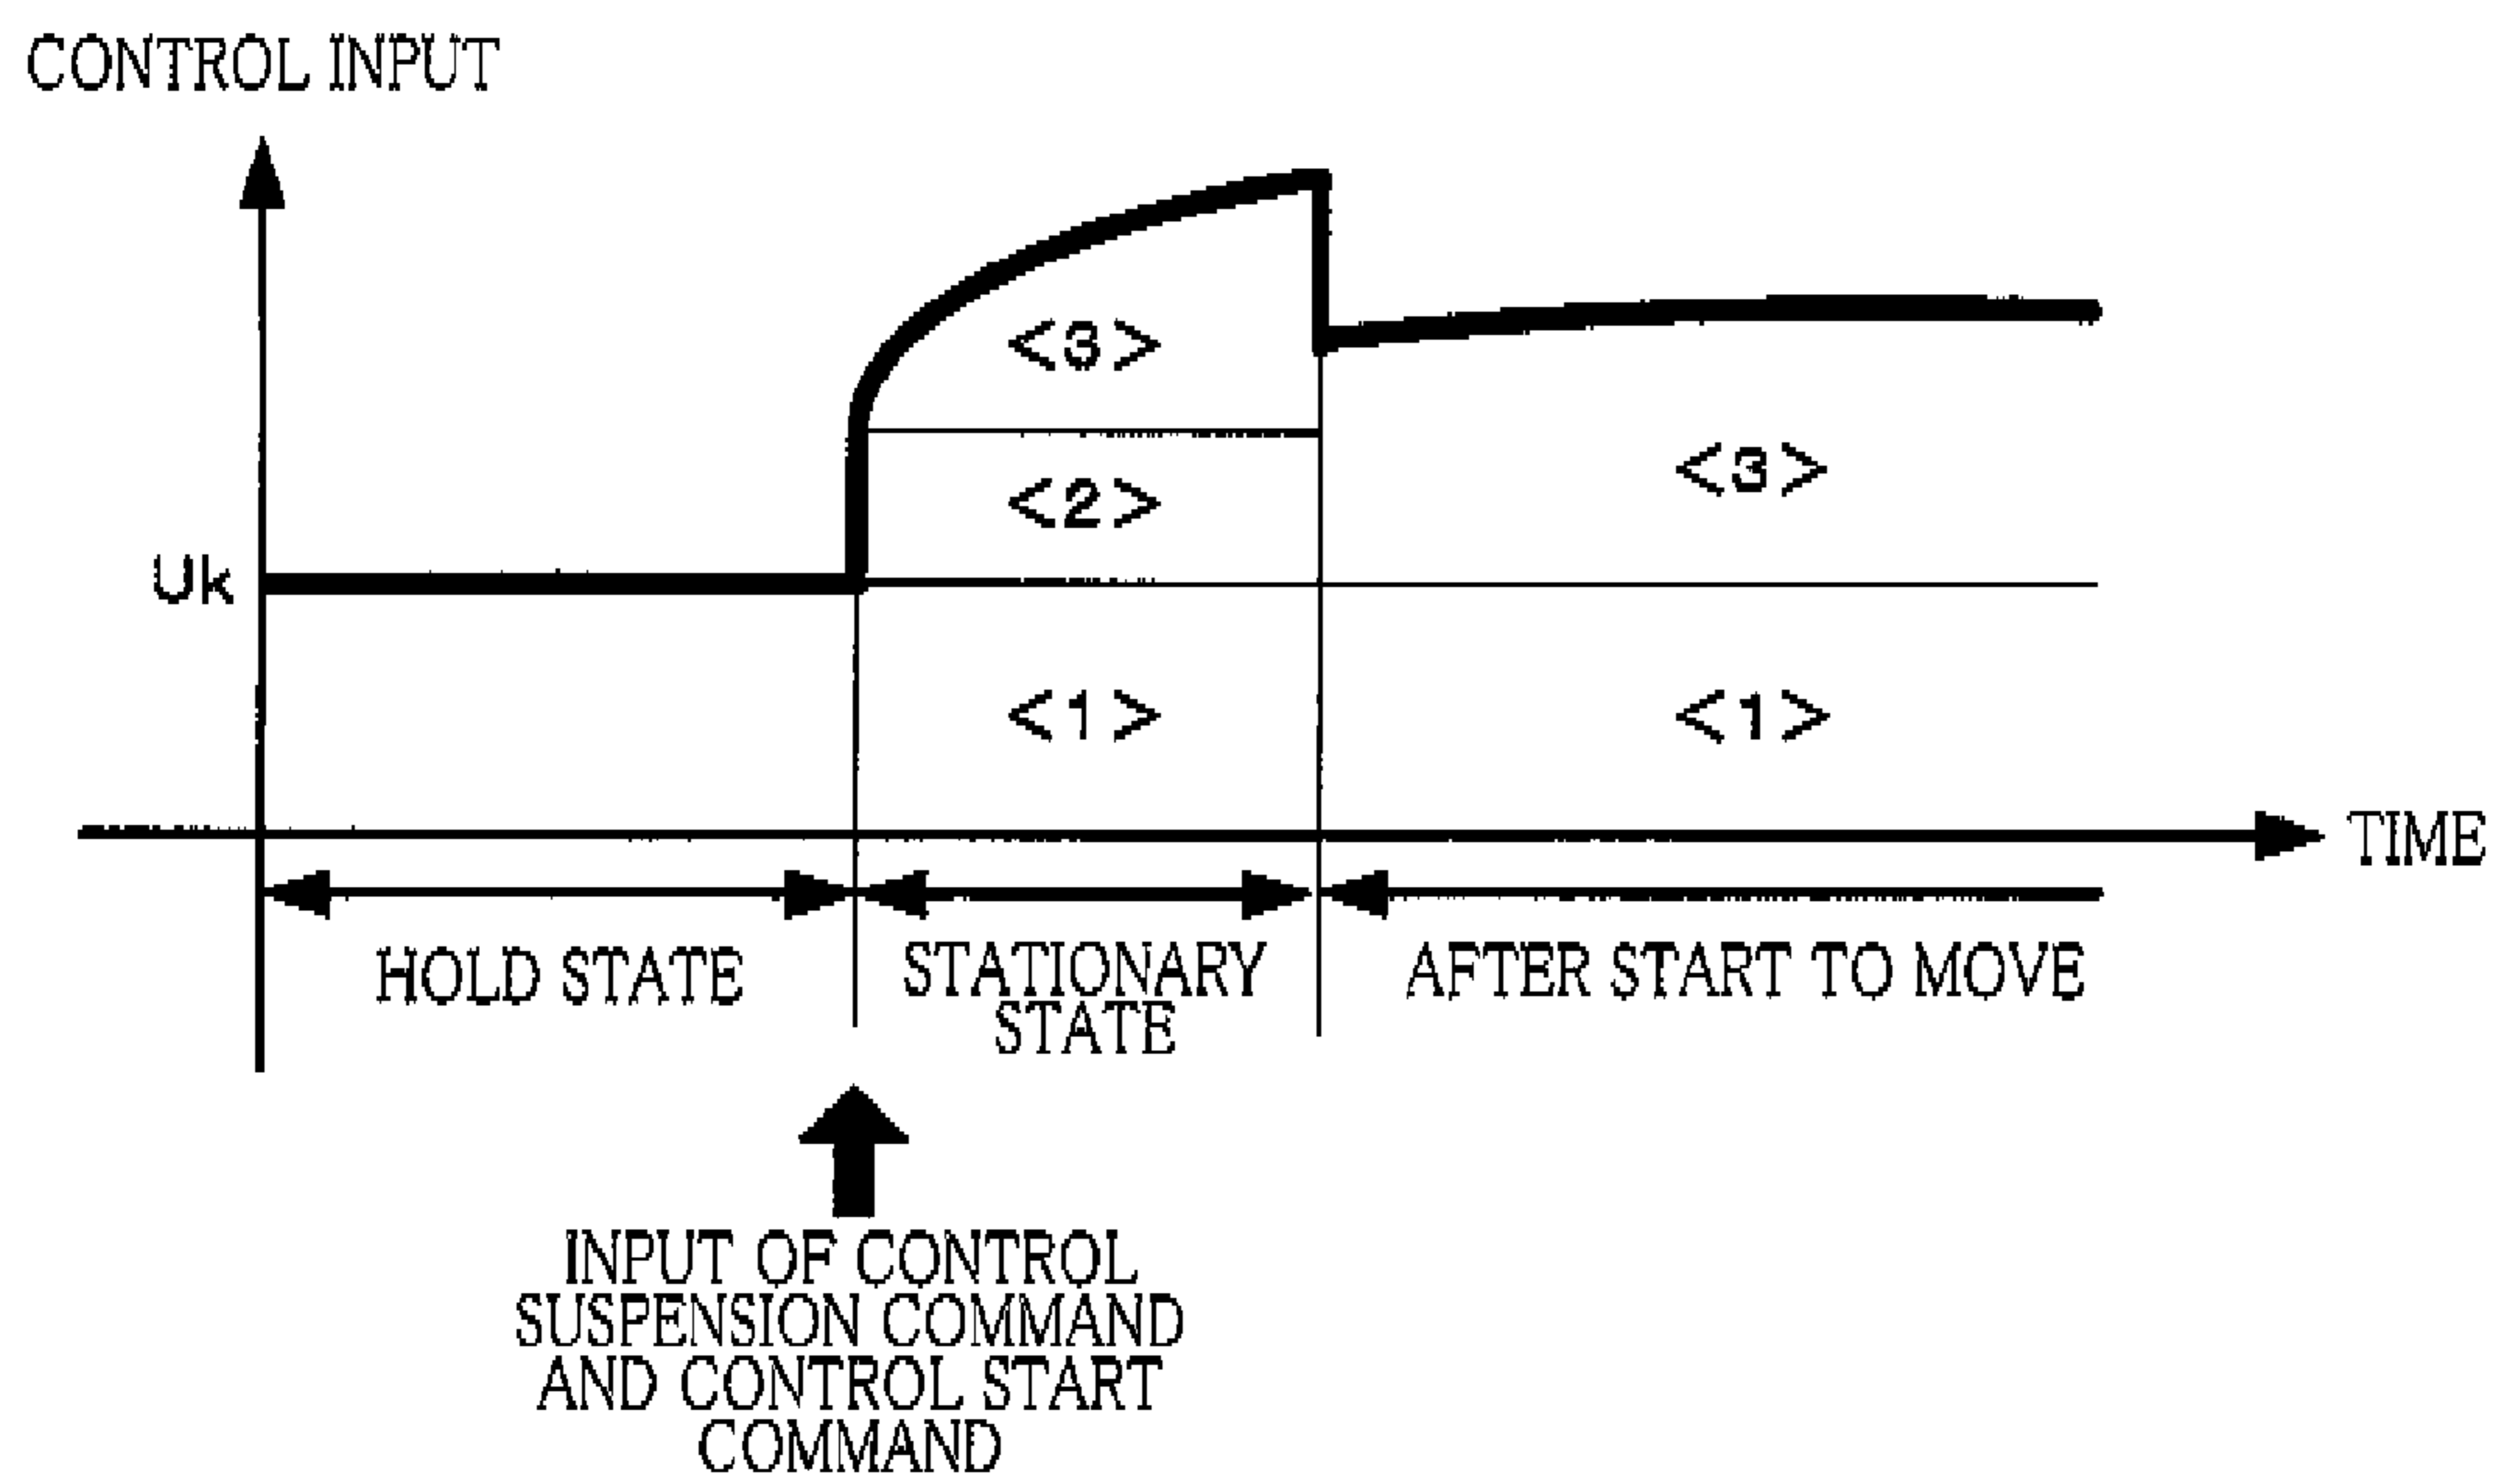 CONTROL INPUT
<3>
<3>
<2>
Uk
<1>
<1>
TIME
HOLD STATE
STATIONARY
STATE
AFTER START TO MOVE
INPUT OF CONTROL
SUSPENSION COMMAND
AND CONTROL START
COMMAND